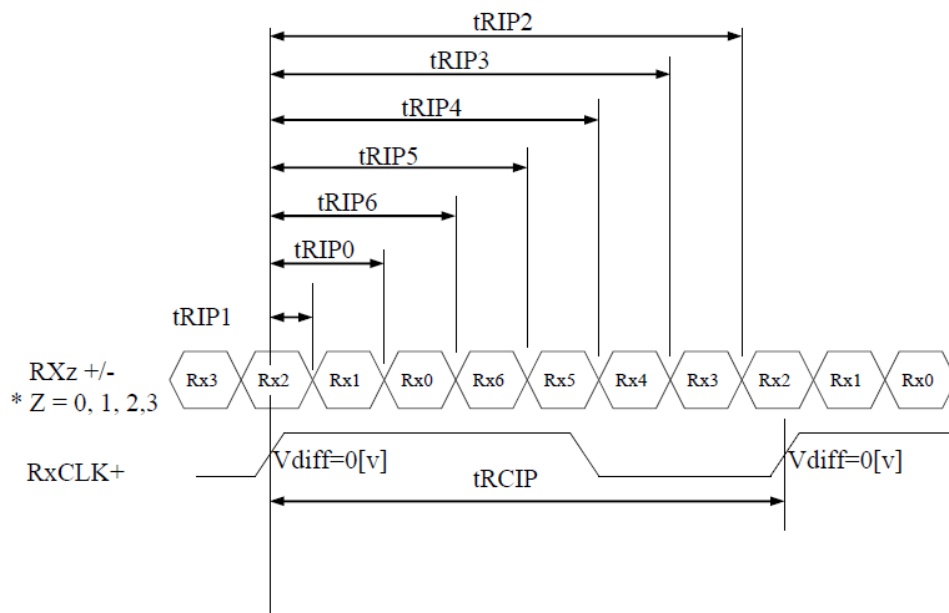 tRIP2
tRIP3
tRIP4
tRIP5
tRIP6
tRIP0
tRIP1
RXz +/-
* Z = 0, 1, 2,3
Rx3 Rx2 Rx1 Rx0 Rx6 Rx5 Rx4 Rx3 Rx2 Rx1 Rx0
RxCLK+
Vdiff=0[v] Vdiff=0[v]
tRCIP